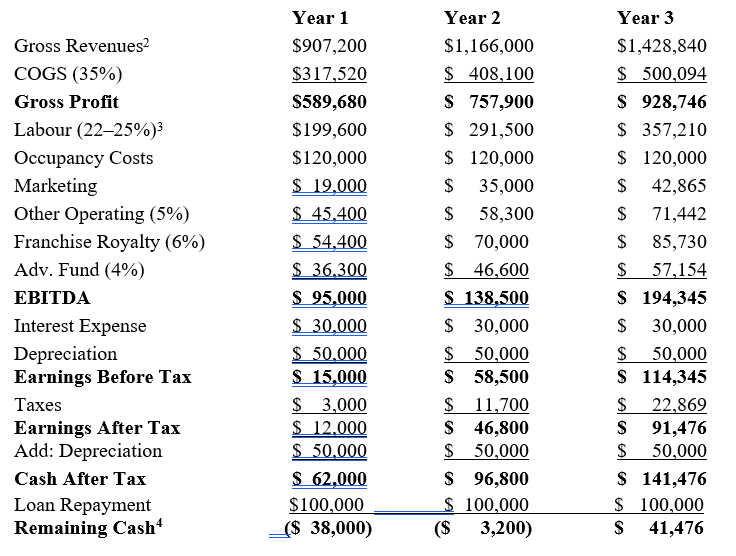 Year 1 Year 2 Year 3
Gross Revenues² $907,200 $1,166,000 $1,428,840
COGS (35%) $317,520 $ 408,100 $ 500,094
Gross Profit $589,680 $ 757,900 $ 928,746
Labour (22–25%)³ $199,600 $ 291,500 $ 357,210
Occupancy Costs $120,000 $ 120,000 $ 120,000
Marketing $ 19,000 $ 35,000 $ 42,865
Other Operating (5%) $ 45,400 $ 58,300 $ 71,442
Franchise Royalty (6%) $ 54,400 $ 70,000 $ 85,730
Adv. Fund (4%) $ 36,300 $ 46,600 $ 57,154
EBITDA $ 95,000 $ 138,500 $ 194,345
Interest Expense $ 30,000 $ 30,000 $ 30,000
Depreciation $ 50,000 $ 50,000 $ 50,000
Earnings Before Tax $ 15,000 $ 58,500 $ 114,345
Taxes $ 3,000 $ 11,700 $ 22,869
Earnings After Tax $ 12,000 $ 46,800 $ 91,476
Add: Depreciation $ 50,000 $ 50,000 $ 50,000
Cash After Tax $ 62,000 $ 96,800 $ 141,476
Loan Repayment $100,000 $ 100,000 $ 100,000
Remaining Cash⁴ ($ 38,000) ($ 3,200) $ 41,476